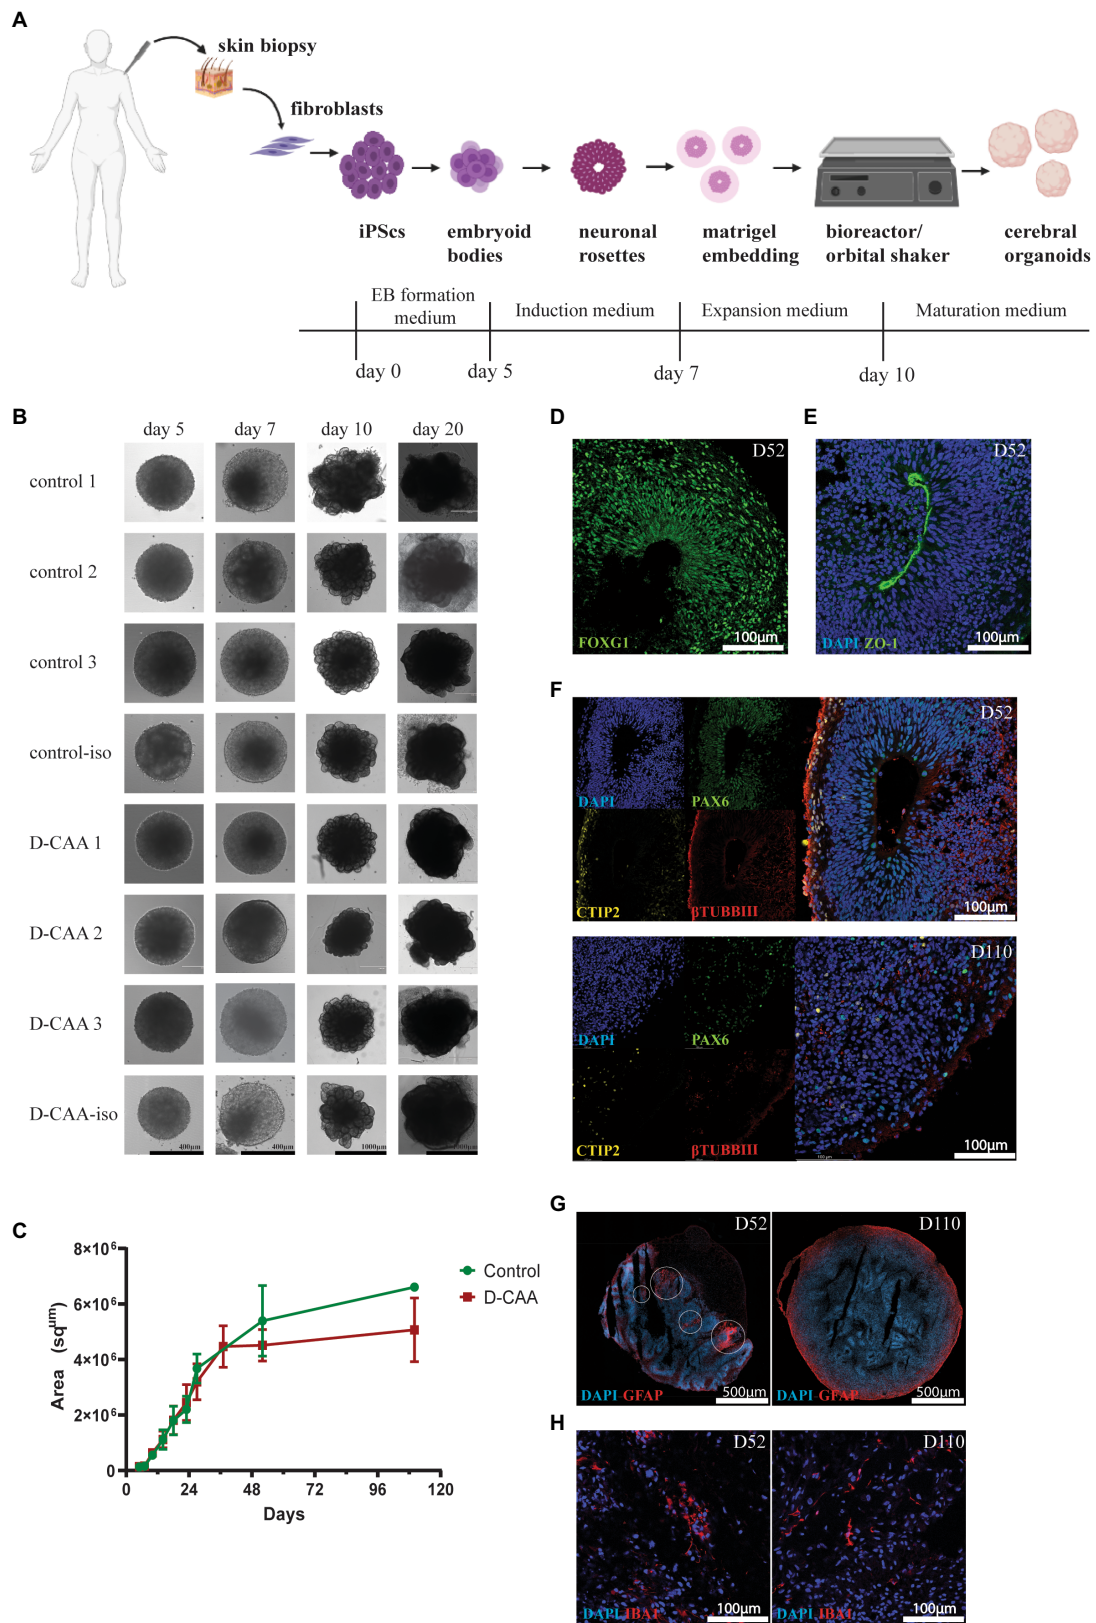 A
skin biopsy
fibroblasts
iPScs
embryoid
bodies
neuronal
rosettes
matrigel
embedding
bioreactor/
orbital shaker
cerebral
organoids
EB formation
medium
Induction medium
Expansion medium
Maturation medium
day 0
day 5
day 7
day 10
B
day 5
day 7
day 10
day 20
control 1
control 2
control 3
control-iso
D-CAA 1
D-CAA 2
D-CAA 3
D-CAA-iso
400µm
400µm
1000µm
C
8×10⁶
6×10⁶
4×10⁶
2×10⁶
0
Area (sqµm)
0
24
48
72
96
120
Days
Control
D-CAA
D
D52
FOXG1
100µm
E
D52
DAPI-ZO-1
100µm
F
D52
DAPI
PAX6
CTIP2
βTUBBIII
100µm
D110
DAPI
PAX6
CTIP2
βTUBBIII
100µm
G
D52
DAPI-GFAP
500µm
D110
DAPI-GFAP
500µm
H
D52
DAPI-IBA1
100µm
D110
DAPI-IBA1
100µm